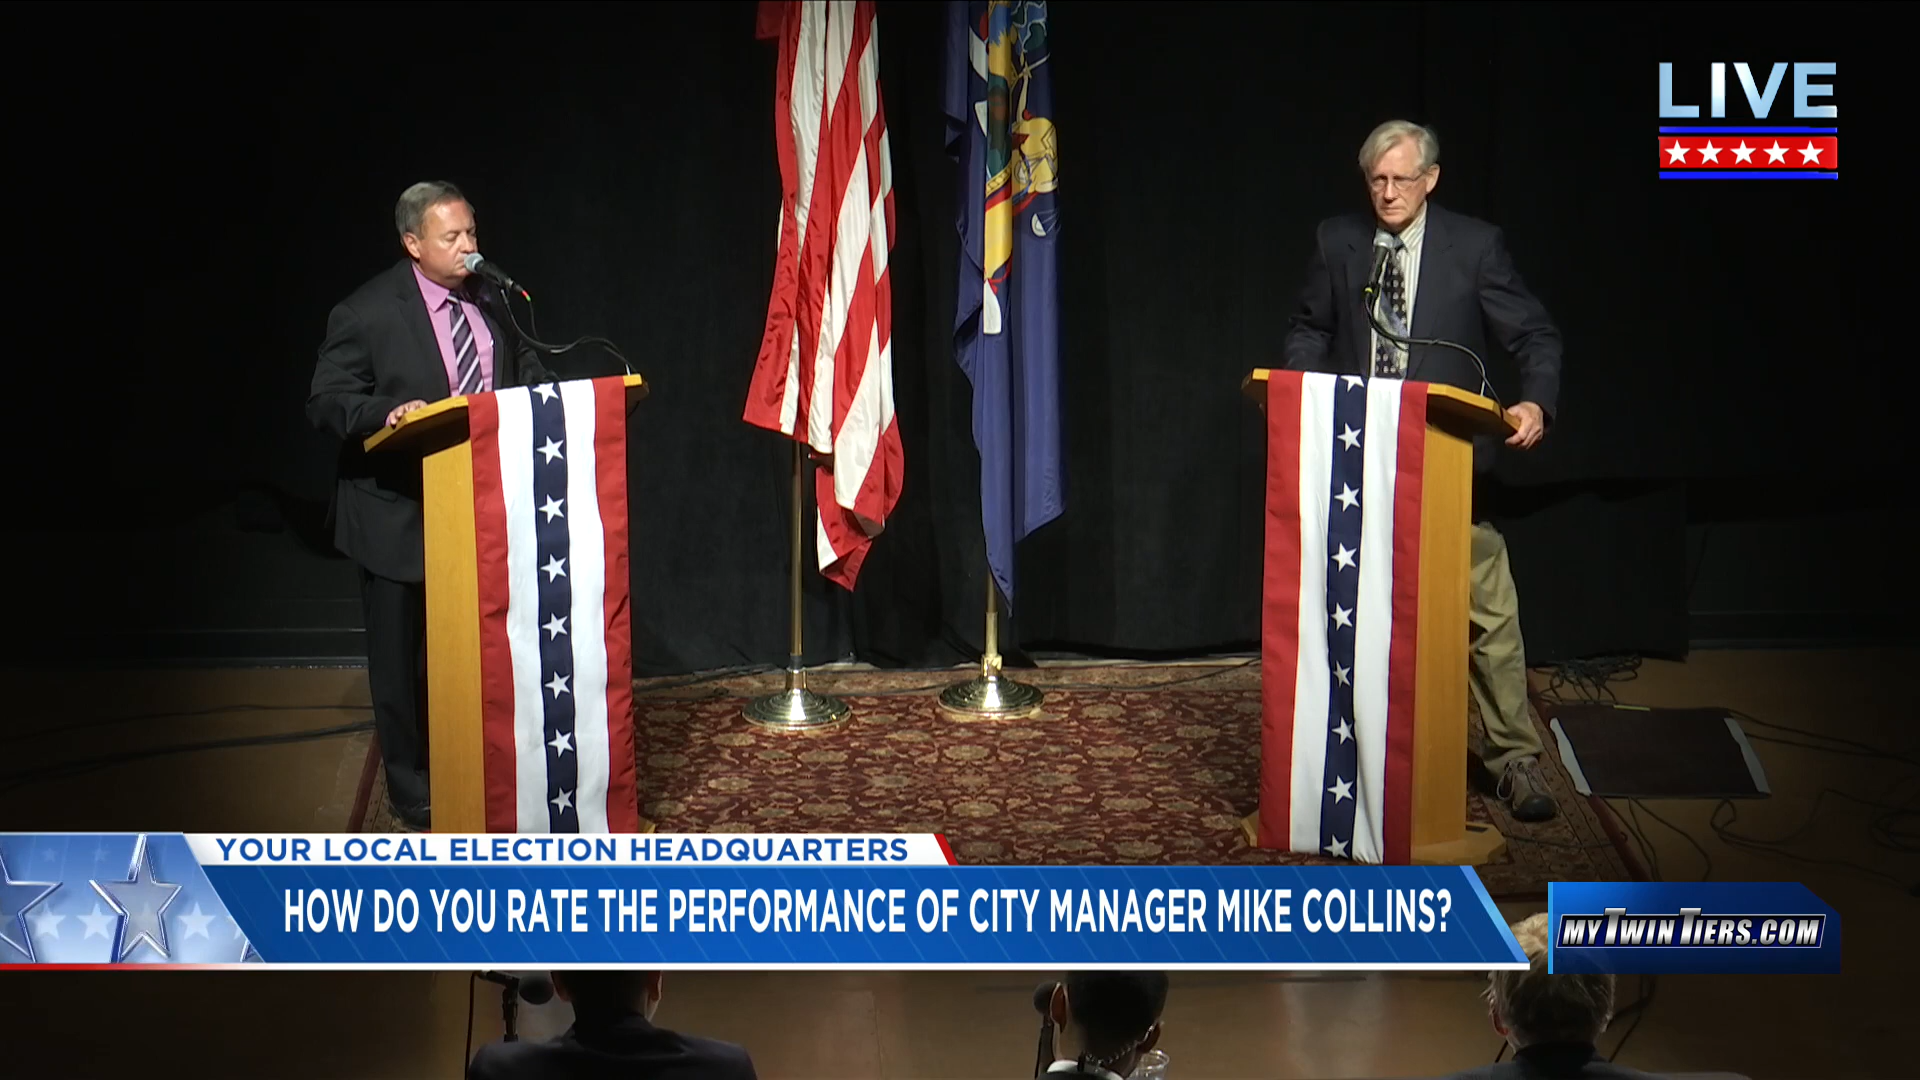 LIVE
YOUR LOCAL ELECTION HEADQUARTERS
HOW DO YOU RATE THE PERFORMANCE OF CITY MANAGER MIKE COLLINS?
MYTWINTIERS.COM